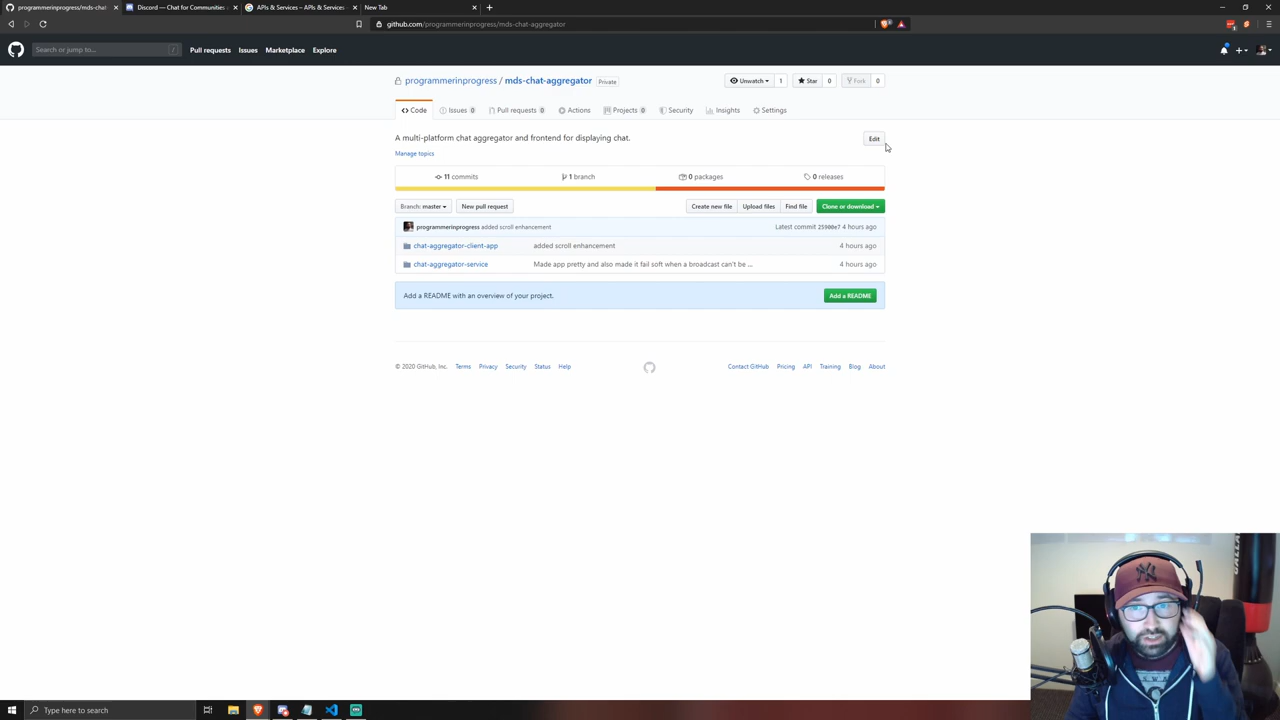 programmerinprogress/mds-chat-
Discord — Chat for Communities
APIs & Services – APIs & Services
New Tab
github.com/programmerinprogress/mds-chat-aggregator
Search or jump to...
Pull requests
Issues
Marketplace
Explore
programmerinprogress / mds-chat-aggregator
Private
Unwatch 1
Star 0
Fork 0
Code
Issues 0
Pull requests 0
Actions
Projects 0
Security
Insights
Settings
A multi-platform chat aggregator and frontend for displaying chat.
Edit
Manage topics
11 commits
1 branch
0 packages
0 releases
Branch: master
New pull request
Create new file
Upload files
Find file
Clone or download
programmerinprogress added scroll enhancement
Latest commit 25900e7 4 hours ago
chat-aggregator-client-app
added scroll enhancement
4 hours ago
chat-aggregator-service
Made app pretty and also made it fail soft when a broadcast can't be ...
4 hours ago
Add a README with an overview of your project.
Add a README
© 2020 GitHub, Inc.
Terms
Privacy
Security
Status
Help
Contact GitHub
Pricing
API
Training
Blog
About
Type here to search